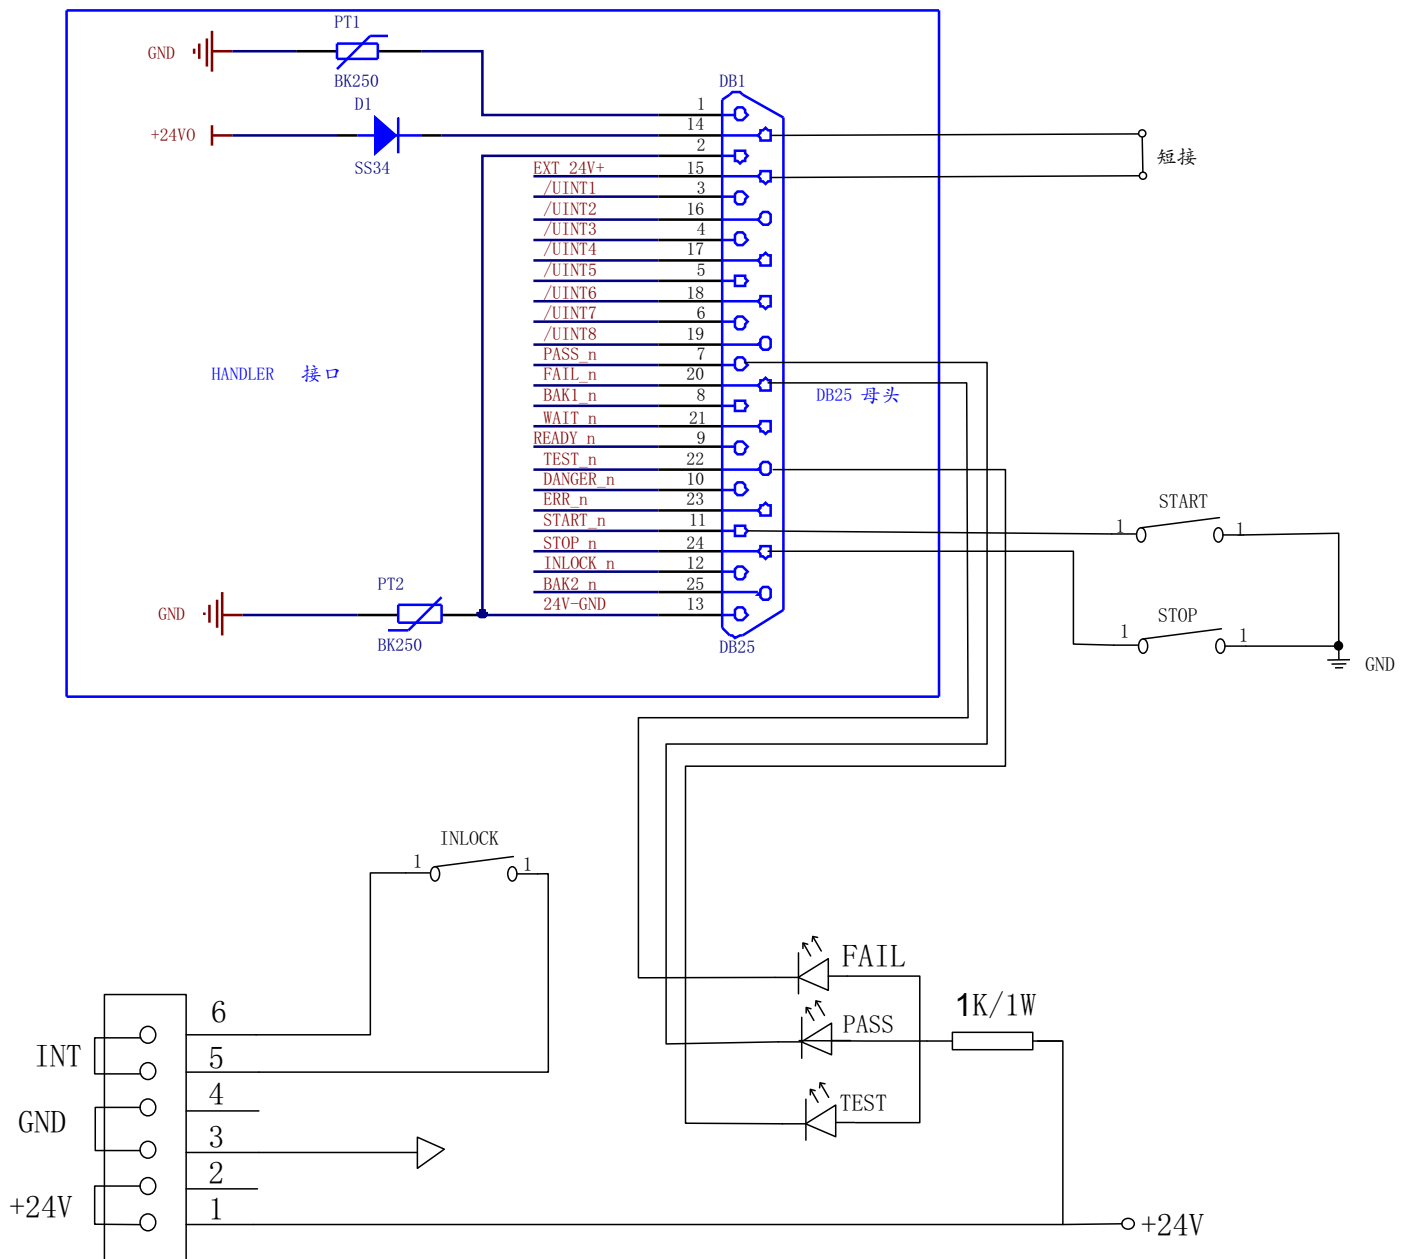 PT1
GND
BK250
DB1
D1
1
+24VO
14
SS34
2
短接
EXT 24V+
15
/UINT1
3
/UINT2
16
/UINT3
4
/UINT4
17
/UINT5
5
/UINT6
18
/UINT7
6
/UINT8
19
PASS_n
7
HANDLER 接口
FAIL_n
20
DB25 母头
BAK1_n
8
WAIT_n
21
READY_n
9
TEST_n
22
DANGER_n
10
ERR_n
23
START_n
11
STOP_n
24
INLOCK_n
12
BAK2_n
25
24V-GND
13
START
1 1
PT2
GND
BK250
DB25
STOP
1 1
GND
INLOCK
1 1
FAIL
1K/1W
PASS
TEST
6
INT
5
4
GND
3
2
+24V
1
+24V